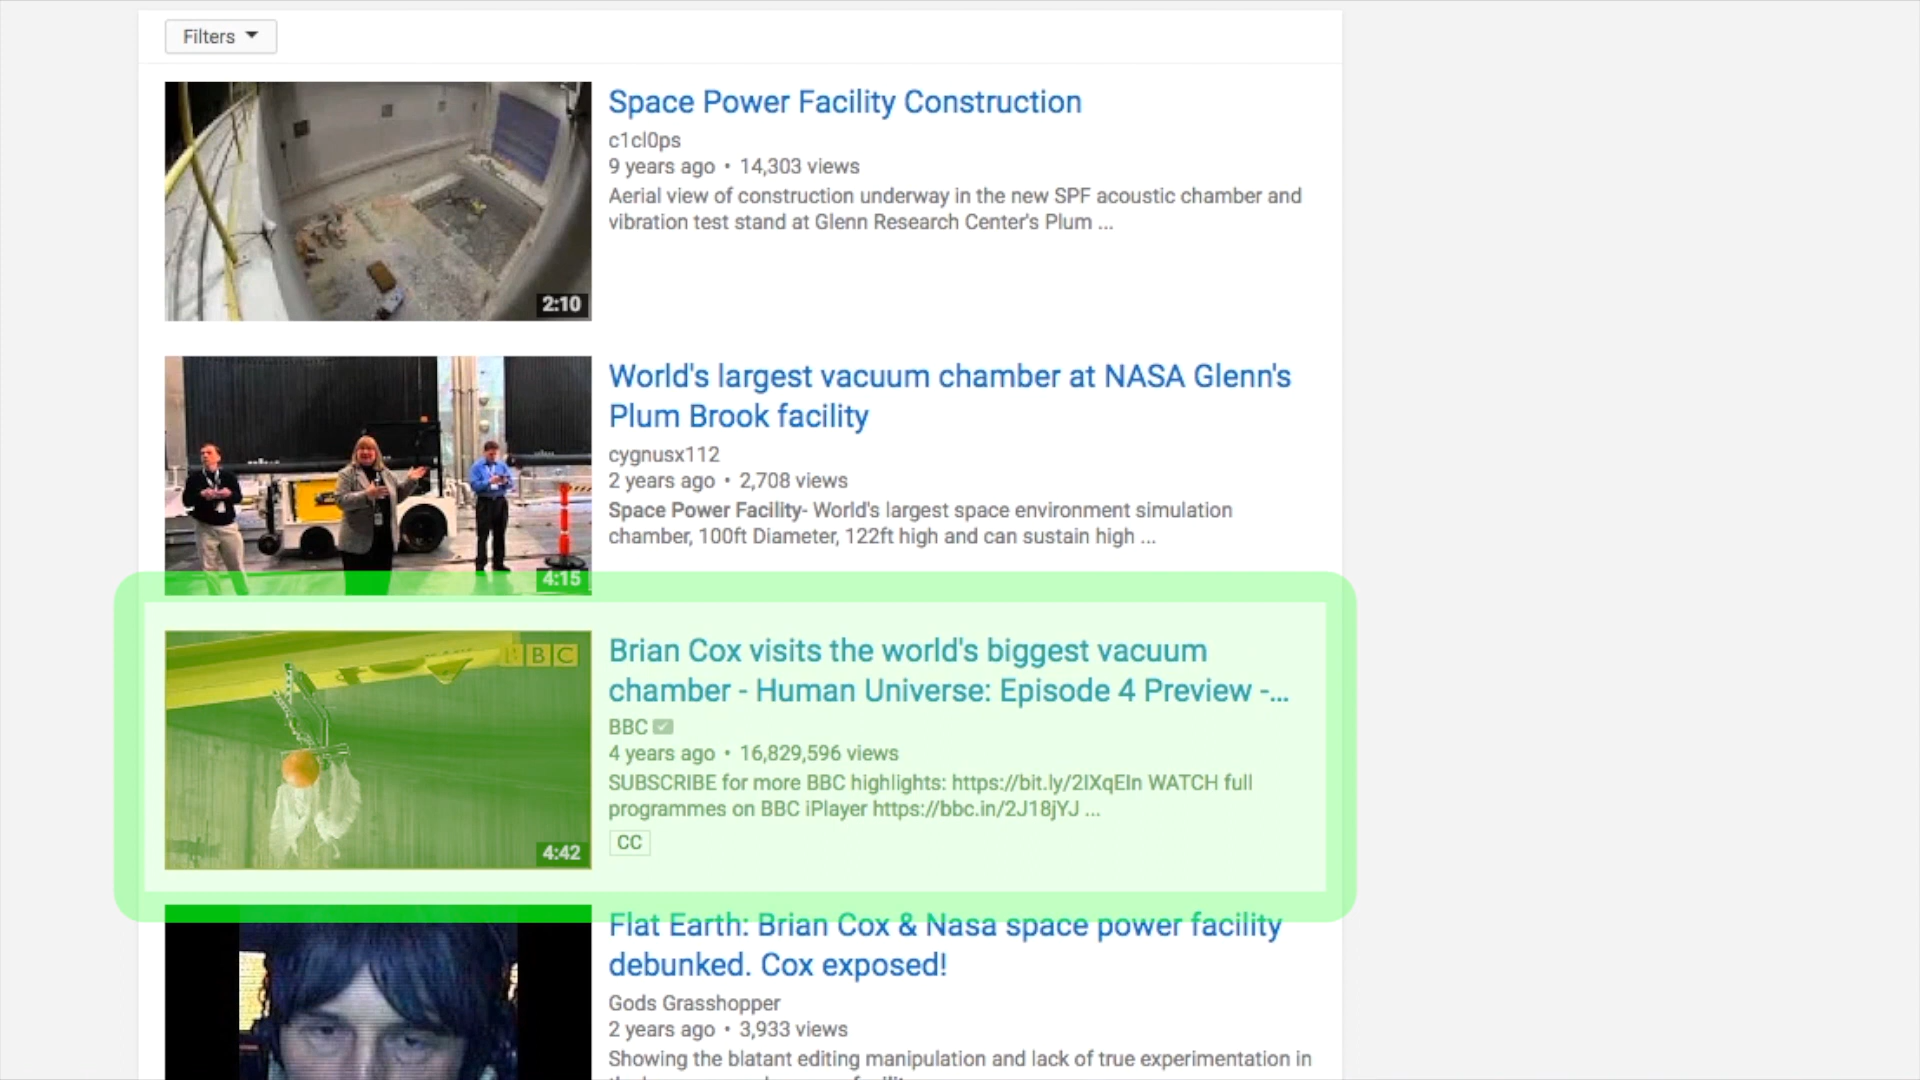 Filters
Space Power Facility Construction
c1cl0ps
9 years ago • 14,303 views
Aerial view of construction underway in the new SPF acoustic chamber and
vibration test stand at Glenn Research Center's Plum ...
2:10
World's largest vacuum chamber at NASA Glenn's
Plum Brook facility
cygnusx112
2 years ago • 2,708 views
Space Power Facility- World's largest space environment simulation
chamber, 100ft Diameter, 122ft high and can sustain high ...
4:15
BBC
Brian Cox visits the world's biggest vacuum
chamber - Human Universe: Episode 4 Preview -...
BBC
4 years ago • 16,829,596 views
SUBSCRIBE for more BBC highlights: https://bit.ly/2IXqEIn WATCH full
programmes on BBC iPlayer https://bbc.in/2J18jYJ ...
CC
4:42
Flat Earth: Brian Cox & Nasa space power facility
debunked. Cox exposed!
Gods Grasshopper
2 years ago • 3,933 views
Showing the blatant editing manipulation and lack of true experimentation in